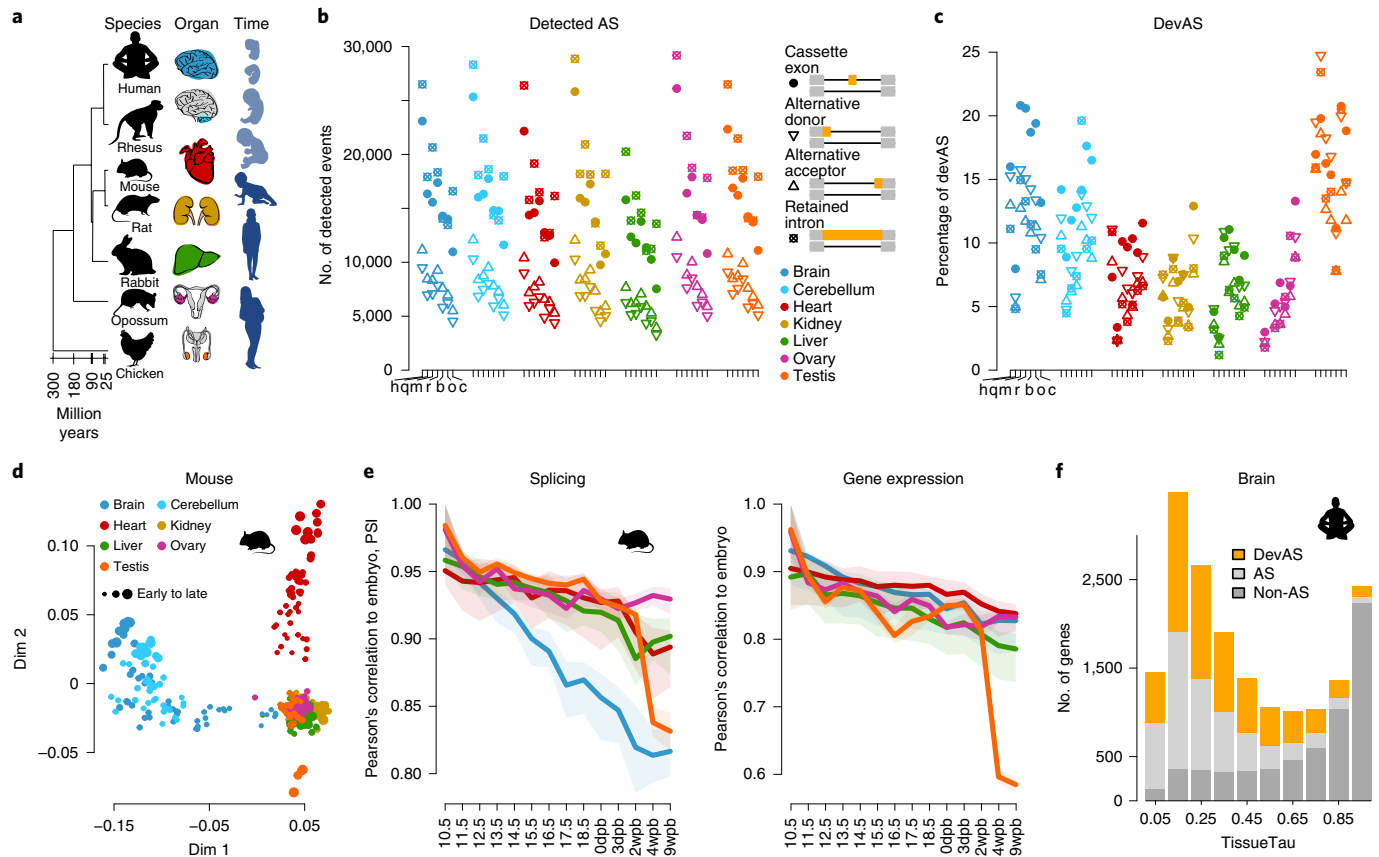 a
Species Organ Time
Human
Rhesus
Mouse
Rat
Rabbit
Opossum
Chicken
300
180
90
25
Million
years
b
Detected AS
No. of detected events
30,000
20,000
10,000
5,000
0
h q m r b o c
Cassette
exon
Alternative
donor
Alternative
acceptor
Retained
intron
Brain
Cerebellum
Heart
Kidney
Liver
Ovary
Testis
c
DevAS
Percentage of devAS
25
20
15
10
5
0
h q m r b o c
d
Mouse
Brain Cerebellum
Heart Kidney
Liver Ovary
Testis
Early to late
Dim 2
0.10
0.05
0
−0.05
−0.15 −0.05 0.05
Dim 1
e
Splicing
Pearson's correlation to embryo, PSI
1.00
0.95
0.90
0.85
0.80
10.5
11.5
12.5
13.5
14.5
15.5
16.5
17.5
18.5
0dpb
3dpb
2wpb
4wpb
9wpb
Gene expression
Pearson's correlation to embryo
1.0
0.9
0.8
0.7
0.6
10.5
11.5
12.5
13.5
14.5
15.5
16.5
17.5
18.5
0dpb
3dpb
2wpb
4wpb
9wpb
f
Brain
DevAS
AS
Non-AS
No. of genes
2,500
1,500
500
0
0.05 0.25 0.45 0.65 0.85
TissueTau